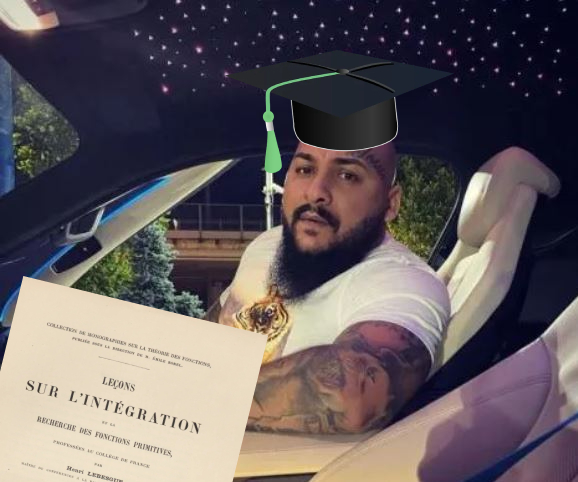 COLLECTION DE MONOGRAPHIES SUR LA THÉORIE DES FONCTIONS,
PUBLIÉE SOUS LA DIRECTION DE M. ÉMILE BOREL.
LEÇONS
SUR L'INTÉGRATION
ET LA
RECHERCHE DES FONCTIONS PRIMITIVES,
PROFESSÉES AU COLLÈGE DE FRANCE
PAR
Henri LEBESGUE